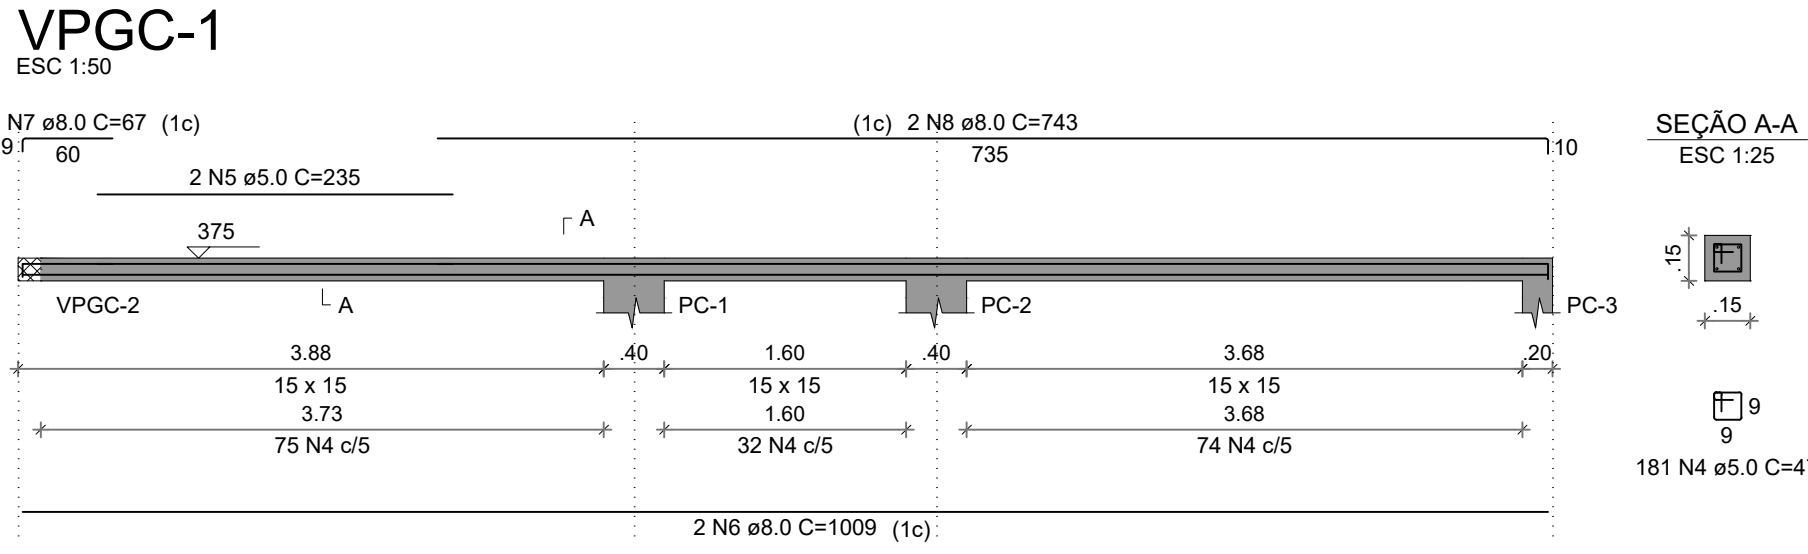 VPGC-1
ESC 1:50
N7 ø8.0 C=67 (1c)
9
60
(1c) 2 N8 ø8.0 C=743
735
10
2 N5 ø5.0 C=235
375
A
A
VPGC-2
PC-1
PC-2
PC-3
3.88
.40
1.60
.40
3.68
.20
15 x 15
15 x 15
15 x 15
3.73
1.60
3.68
75 N4 c/5
32 N4 c/5
74 N4 c/5
2 N6 ø8.0 C=1009 (1c)
SEÇÃO A-A
ESC 1:25
.15
.15
9
9
181 N4 ø5.0